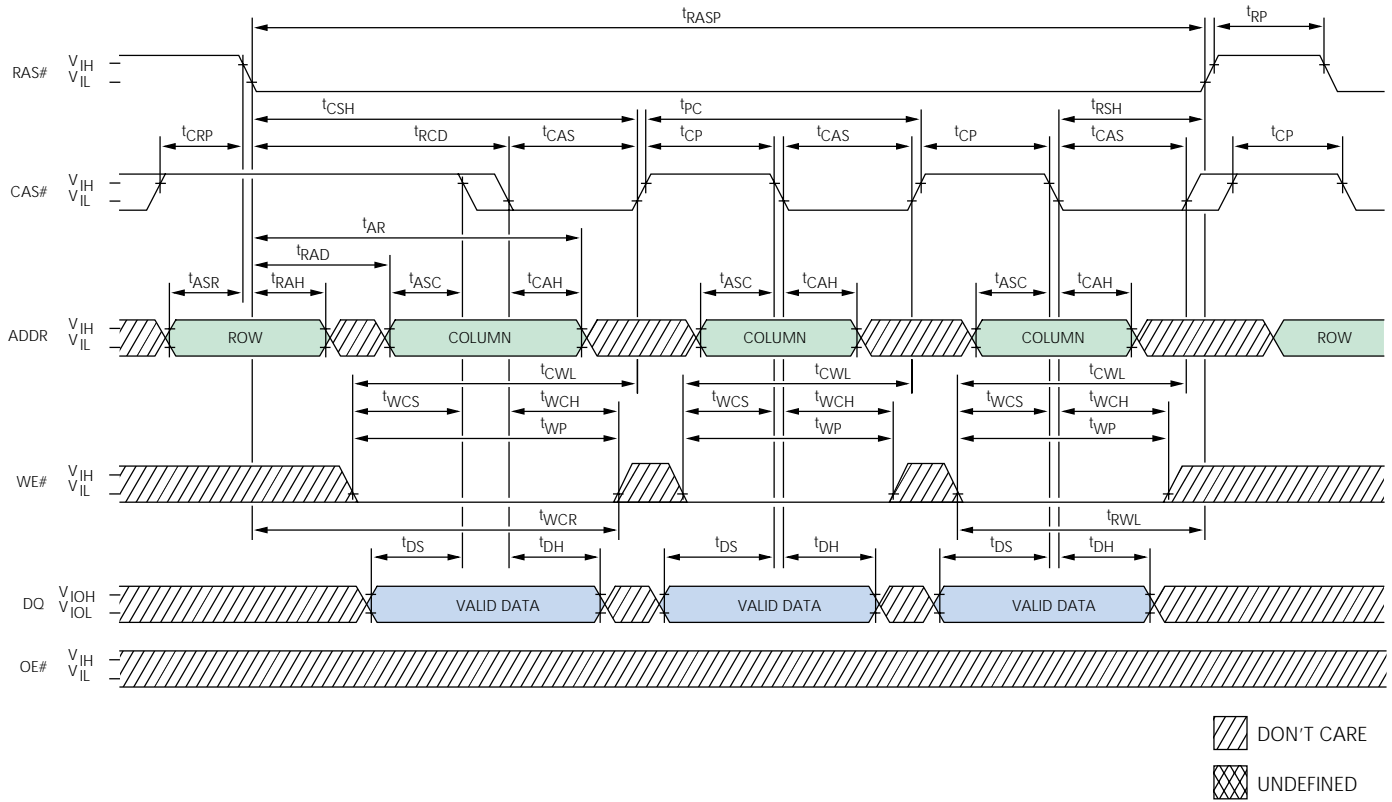 tRASP tRP
RAS# VIH
VIL
tCSH tPC tRSH
tCRP tRCD tCAS tCP tCAS tCP tCAS tCP
CAS# VIH
VIL
tAR
tRAD
tASR tRAH tASC tCAH tASC tCAH tASC tCAH
ADDR VIH
VIL
ROW COLUMN COLUMN COLUMN ROW
tCWL tCWL tCWL
tWCS tWCH tWCS tWCH tWCS tWCH
tWP tWP tWP
WE# VIH
VIL
tWCR tRWL
tDS tDH tDS tDH tDS tDH
DQ VIOH
VIOL
VALID DATA VALID DATA VALID DATA
OE# VIH
VIL
DON'T CARE
UNDEFINED